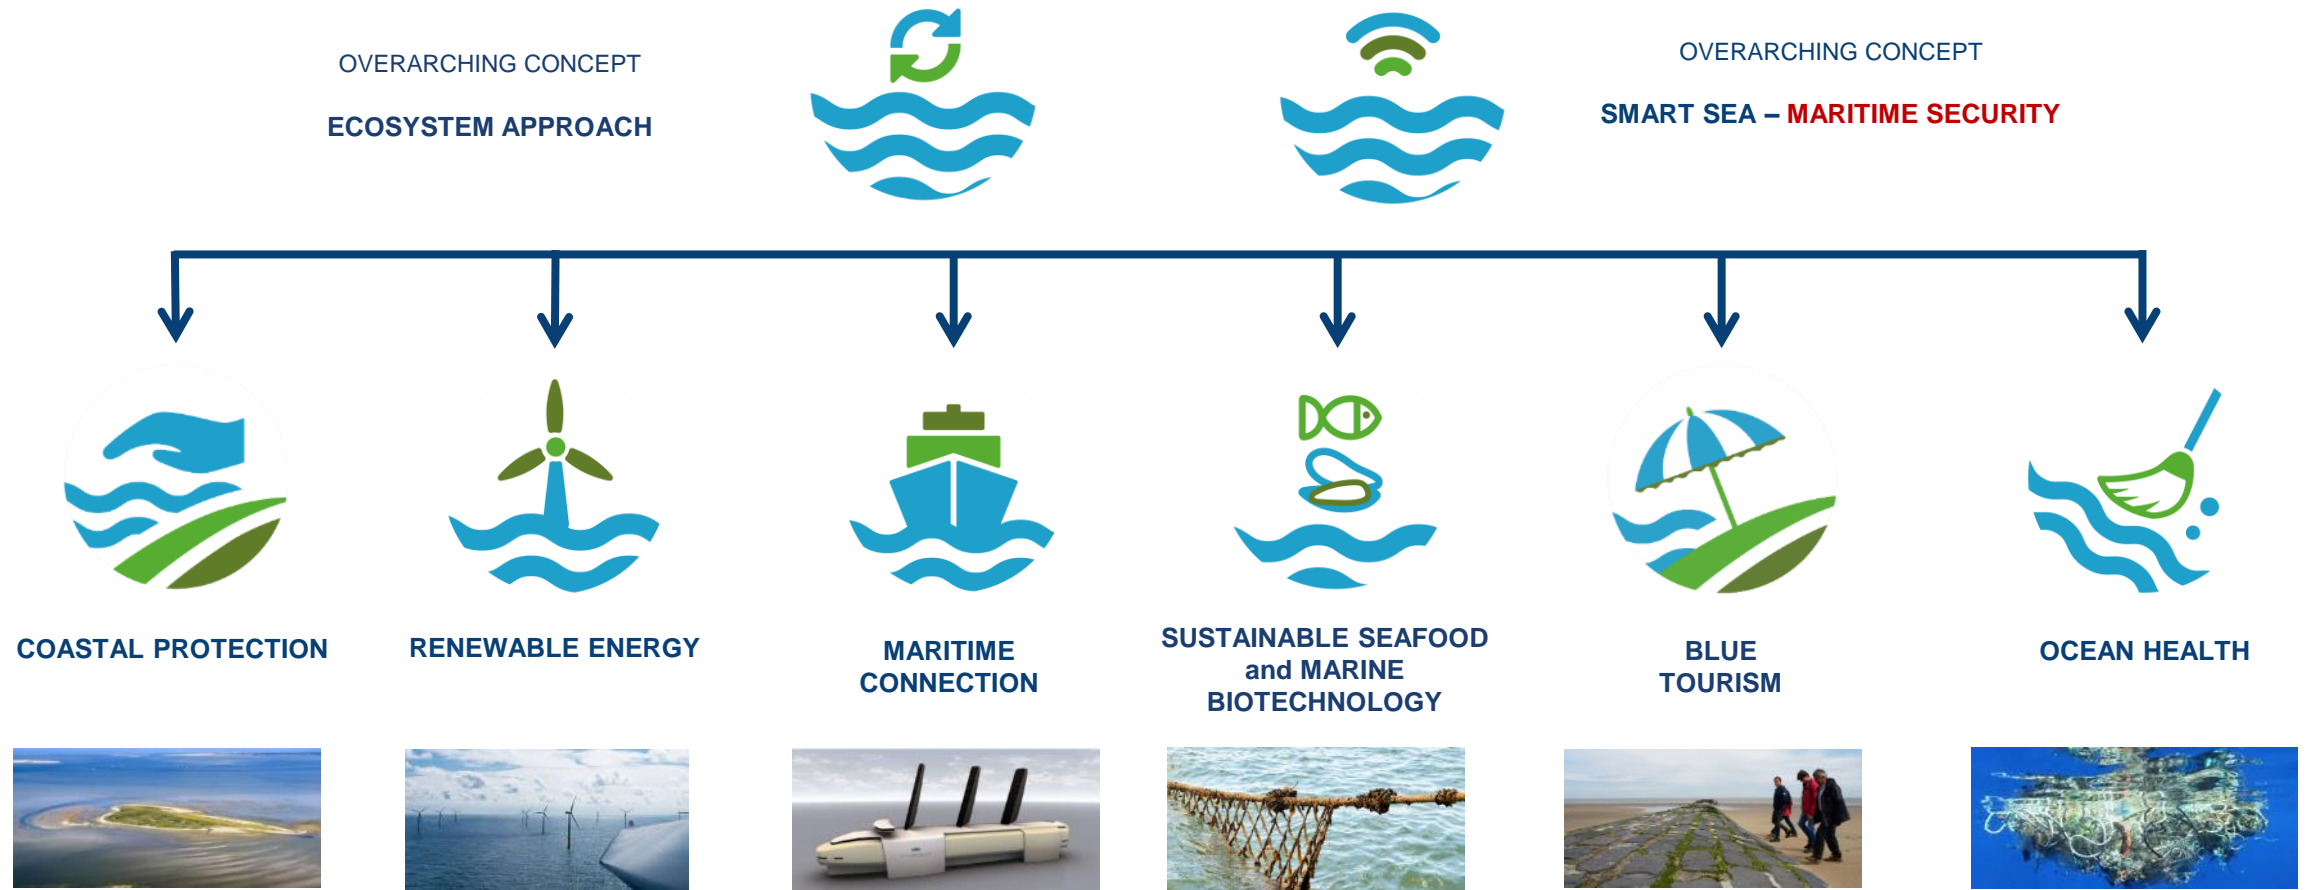 OVERARCHING CONCEPT
ECOSYSTEM APPROACH
OVERARCHING CONCEPT
SMART SEA – MARITIME SECURITY
COASTAL PROTECTION
RENEWABLE ENERGY
MARITIME
CONNECTION
SUSTAINABLE SEAFOOD
and MARINE
BIOTECHNOLOGY
BLUE
TOURISM
OCEAN HEALTH